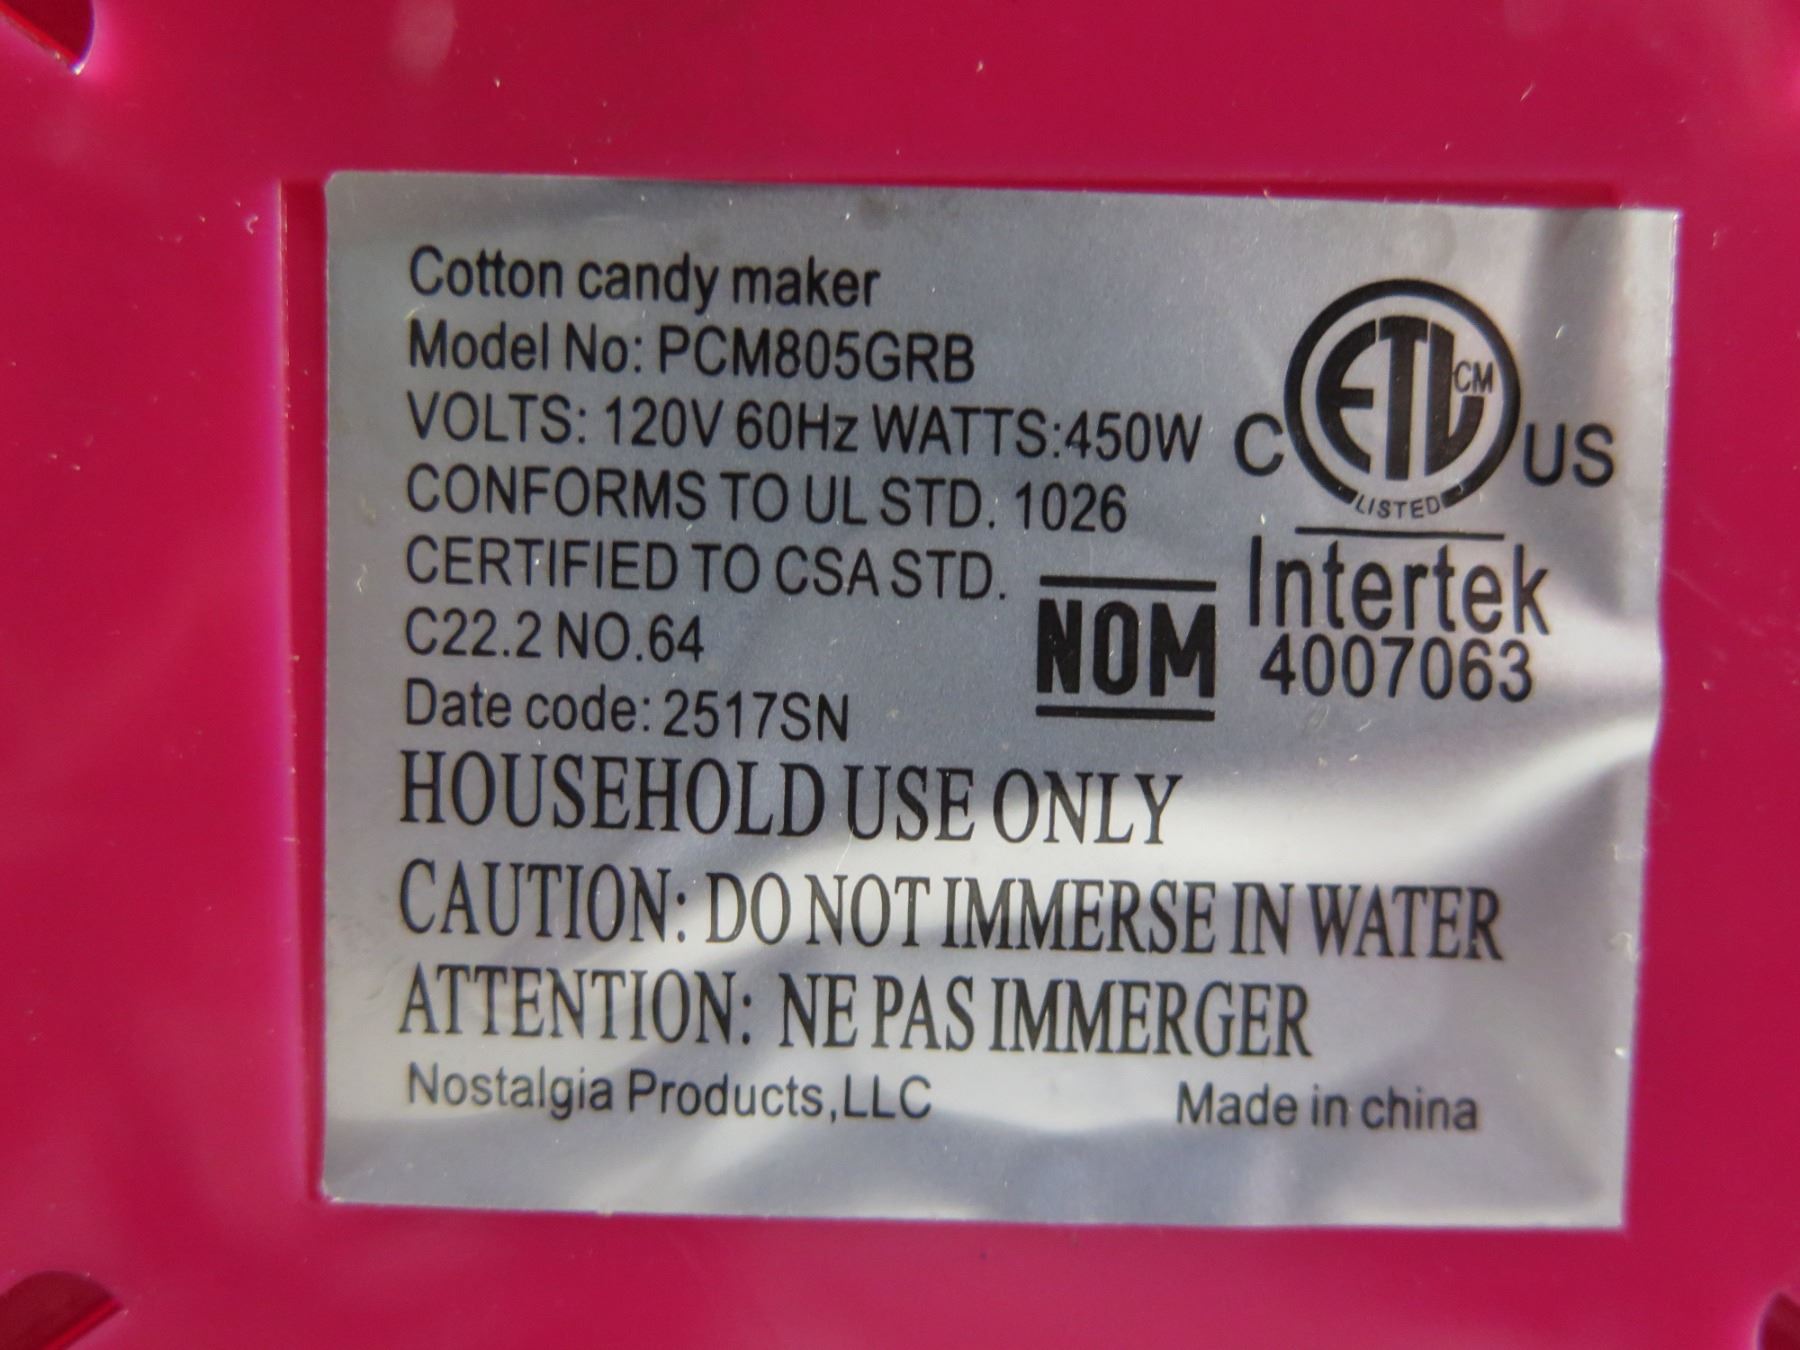 Cotton candy maker
Model No: PCM805GRB
VOLTS: 120V 60Hz WATTS:450W
CONFORMS TO UL STD. 1026
CERTIFIED TO CSA STD.
C22.2 NO.64
Date code: 2517SN
HOUSEHOLD USE ONLY
CAUTION: DO NOT IMMERSE IN WATER
ATTENTION: NE PAS IMMERGER
Nostalgia Products,LLC
Made in china
NOM
C ETL CM US
LISTED
Intertek
4007063